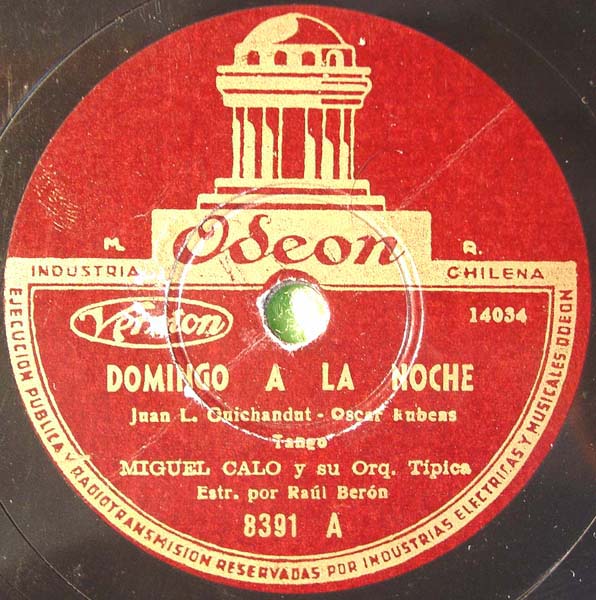 Odeon
M. R.
INDUSTRIA CHILENA
Veraton
14034
DOMINGO A LA NOCHE
Juan L. Guichandut - Oscar Rubens
Tango
MIGUEL CALO y su Orq. Típica
Estr. por Raúl Berón
8391 A
EJECUCION PUBLICA Y RADIOTRANSMISION RESERVADAS POR INDUSTRIAS ELECTRICAS Y MUSICALES ODEON